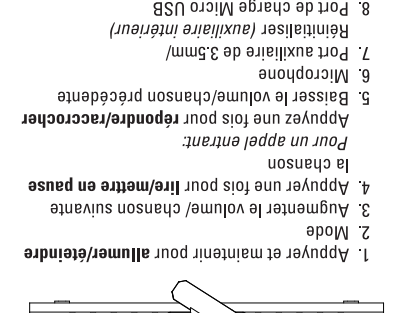 1. Appuyer et maintenir pour allumer/éteindre
2. Mode
3. Augmenter le volume/ chanson suivante
4. Appuyer une fois pour lire/mettre en pause
la chanson
Pour un appel entrant:
Appuyez une fois pour répondre/raccrocher
5. Baisser le volume/chanson précédente
6. Microphone
7. Port auxiliaire de 3.5mm/
Réintialiser (auxiliaire intérieur)
8. Port de charge Micro USB